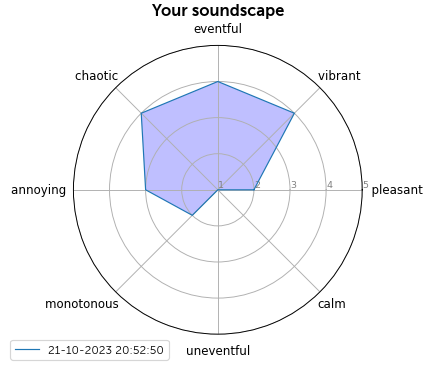 Your soundscape
eventful
chaotic
vibrant
annoying
1
2
3
4
5
pleasant
monotonous
calm
uneventful
21-10-2023 20:52:50